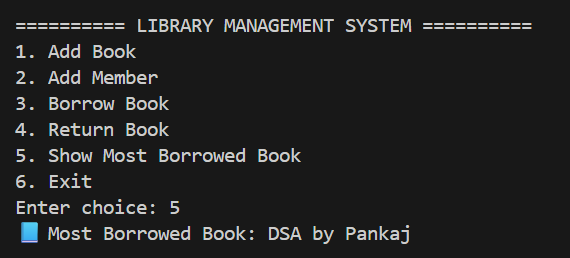 ========== LIBRARY MANAGEMENT SYSTEM ==========
1. Add Book
2. Add Member
3. Borrow Book
4. Return Book
5. Show Most Borrowed Book
6. Exit
Enter choice: 5
📘 Most Borrowed Book: DSA by Pankaj